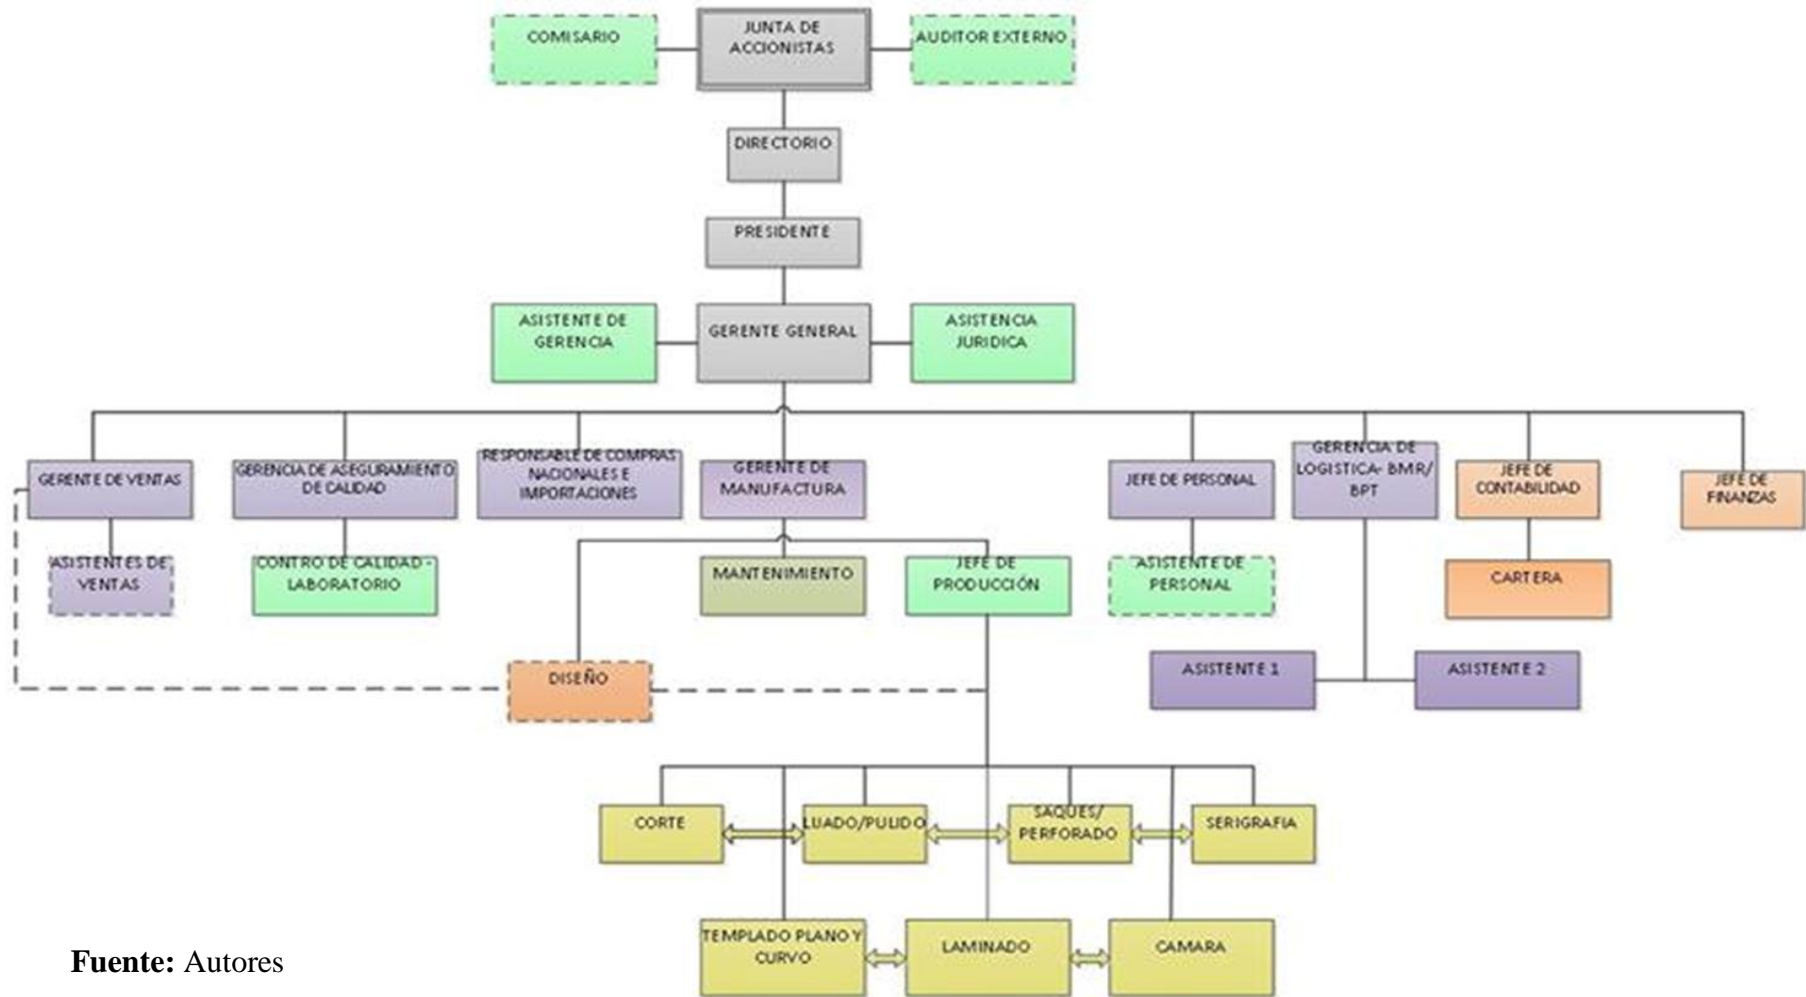 COMISARIO
JUNTA DE
ACCIONISTAS
AUDITOR EXTERNO
DIRECTORIO
PRESIDENTE
ASISTENTE DE
GERENCIA
GERENTE GENERAL
ASISTENCIA
JURIDICA
GERENTE DE VENTAS
GERENCIA DE ASEGURAMIENTO
DE CALIDAD
RESPONSABLE DE COMPRAS
NACIONALES E
IMPORTACIONES
GERENTE DE
MANUFACTURA
JEFE DE PERSONAL
GERENCIA DE
LOGISTICA- BMR/
BPT
JEFE DE
CONTABILIDAD
JEFE DE
FINANZAS
ASISTENTES DE
VENTAS
CONTRO DE CALIDAD -
LABORATORIO
MANTENIMIENTO
JEFE DE
PRODUCCIÓN
ASISTENTE DE
PERSONAL
CARTERA
DISEÑO
ASISTENTE 1
ASISTENTE 2
CORTE
LIJADO/PULIDO
SAQUES/
PERFORADO
SERIGRAFIA
TEMPLADO PLANO Y
CURVO
LAMINADO
CAMARA
Fuente: Autores